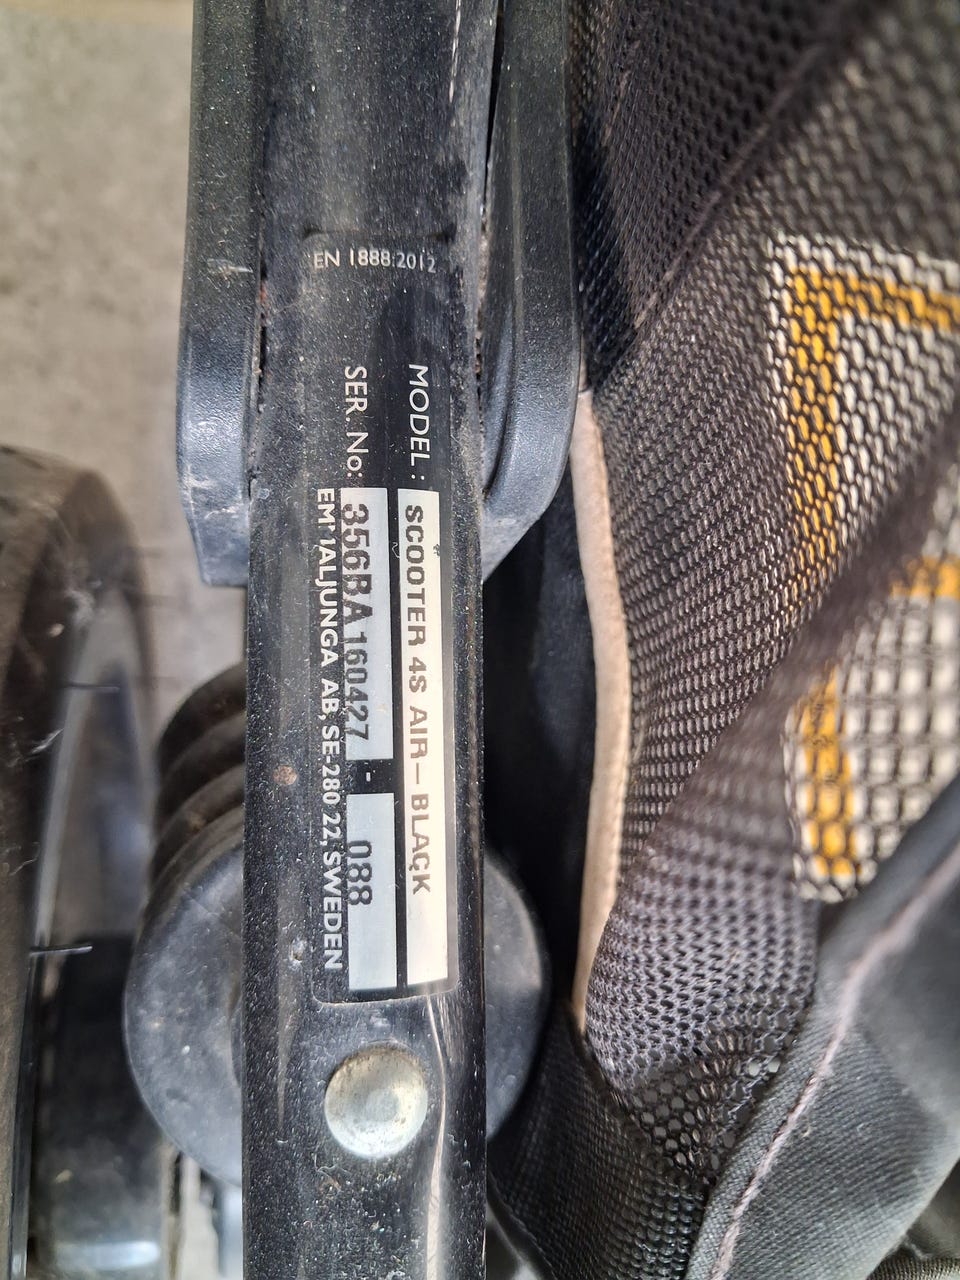 EN 1888:2012
MODEL: SCOOTER 4S AIR-BLACK
SER. No: 356BA160427 - 088
EMMALJUNGA AB, SE-280 22, SWEDEN